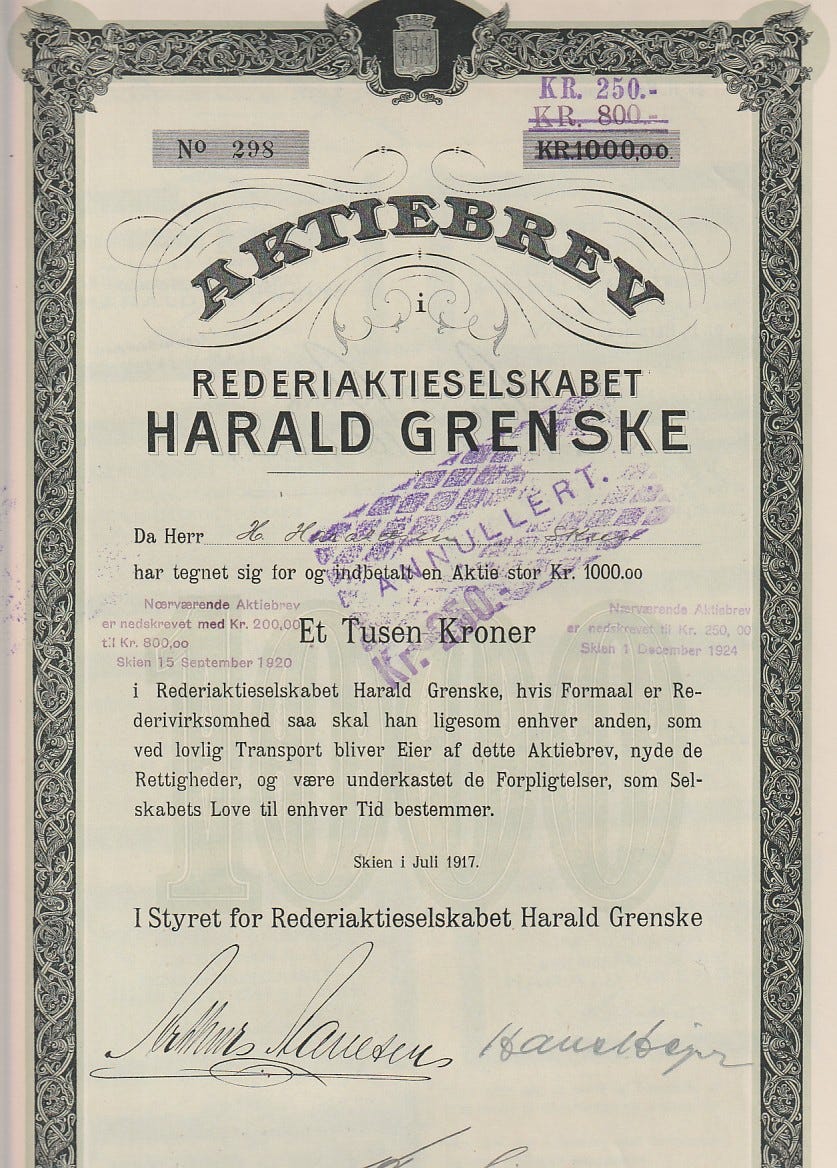 KR. 250.-
KR. 800.-
No 298
KR.1000,00.
AKTIEBREV
i
REDERIAKTIESELSKABET
HARALD GRENSKE
ANNULLERT.
Da Herr H.
har tegnet sig for og indbetalt en Aktie stor Kr. 1000.00
Nærværende Aktiebrev
er nedskrevet med Kr. 200,00
til Kr. 800,00
Skien 15 September 1920
Et Tusen Kroner
Kr. 250.-
Nærværende Aktiebrev
er nedskrevet til Kr. 250, 00
Skien 1 December 1924
1000
i Rederiaktieselskabet Harald Grenske, hvis Formaal er Re-
derivirksomhed saa skal han ligesom enhver anden, som
ved lovlig Transport bliver Eier af dette Aktiebrev, nyde de
Rettigheder, og være underkastet de Forpligtelser, som Sel-
skabets Love til enhver Tid bestemmer.
Skien i Juli 1917.
I Styret for Rederiaktieselskabet Harald Grenske